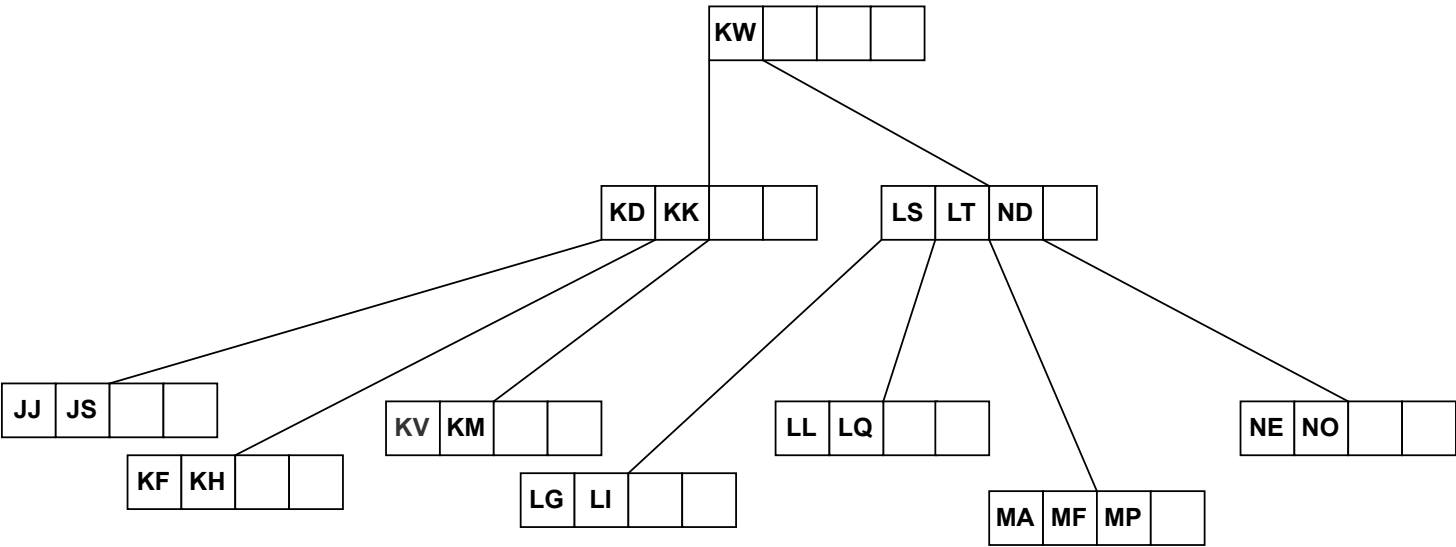 KW
KD KK
LS LT ND
JJ JS
KV KM
LL LQ
NE NO
KF KH
LG LI
MA MF MP